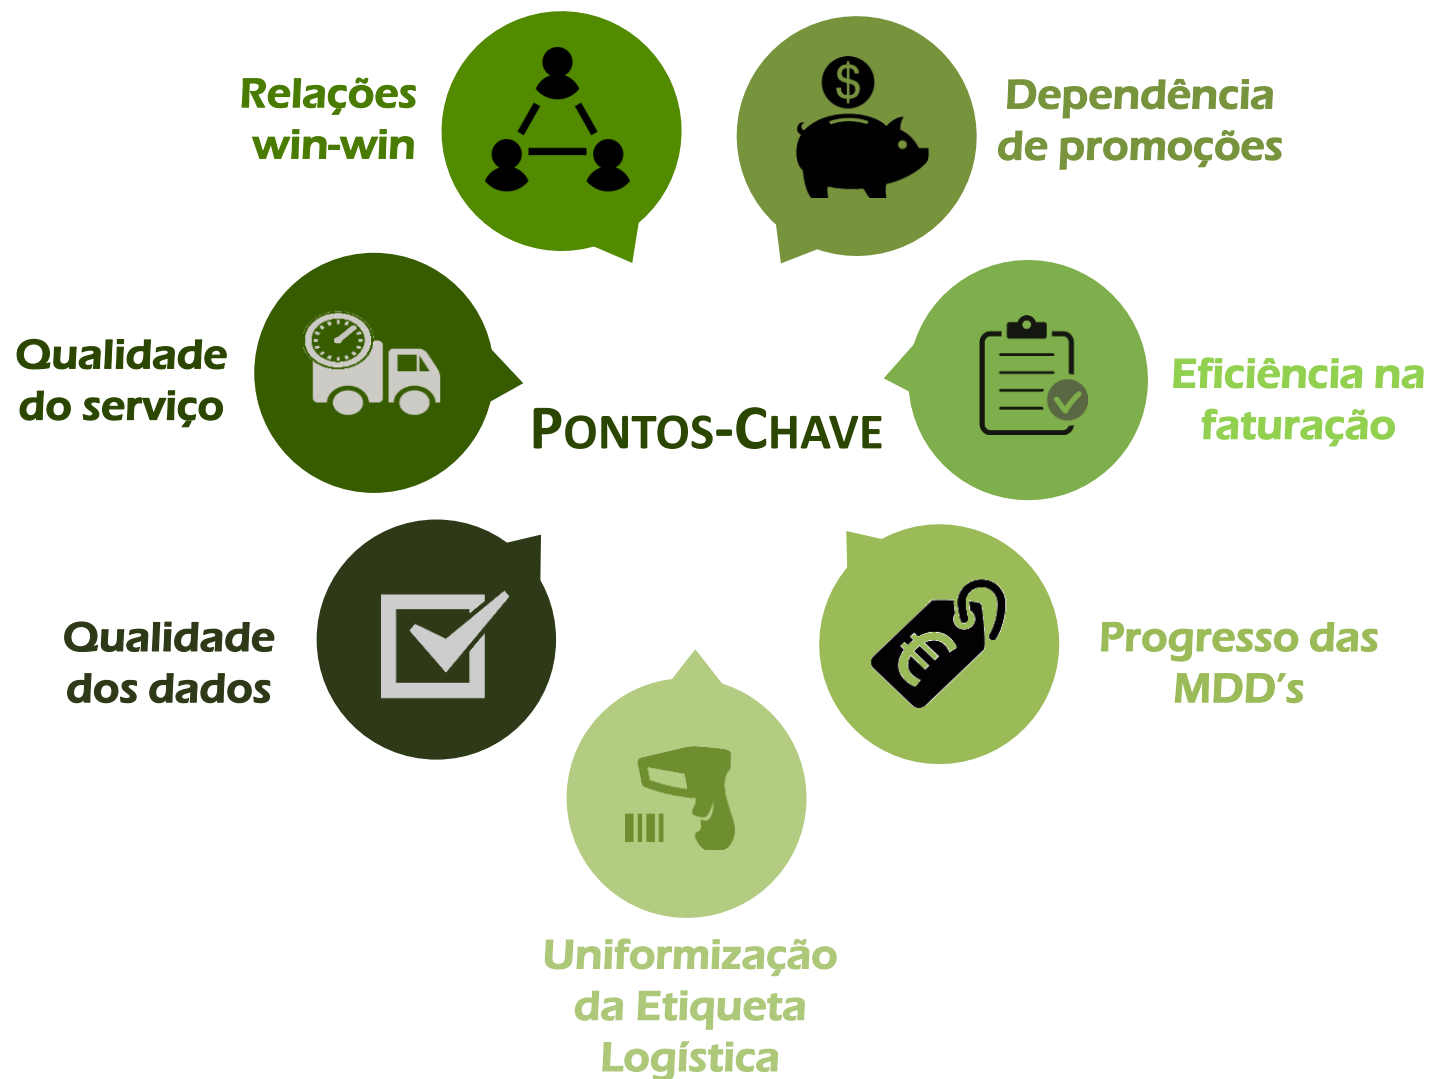 Relações
win-win
$
Dependência
de promoções
Qualidade
do serviço
PONTOS-CHAVE
Eficiência na
faturação
Qualidade
dos dados
€
Progresso das
MDD's
Uniformização
da Etiqueta
Logística